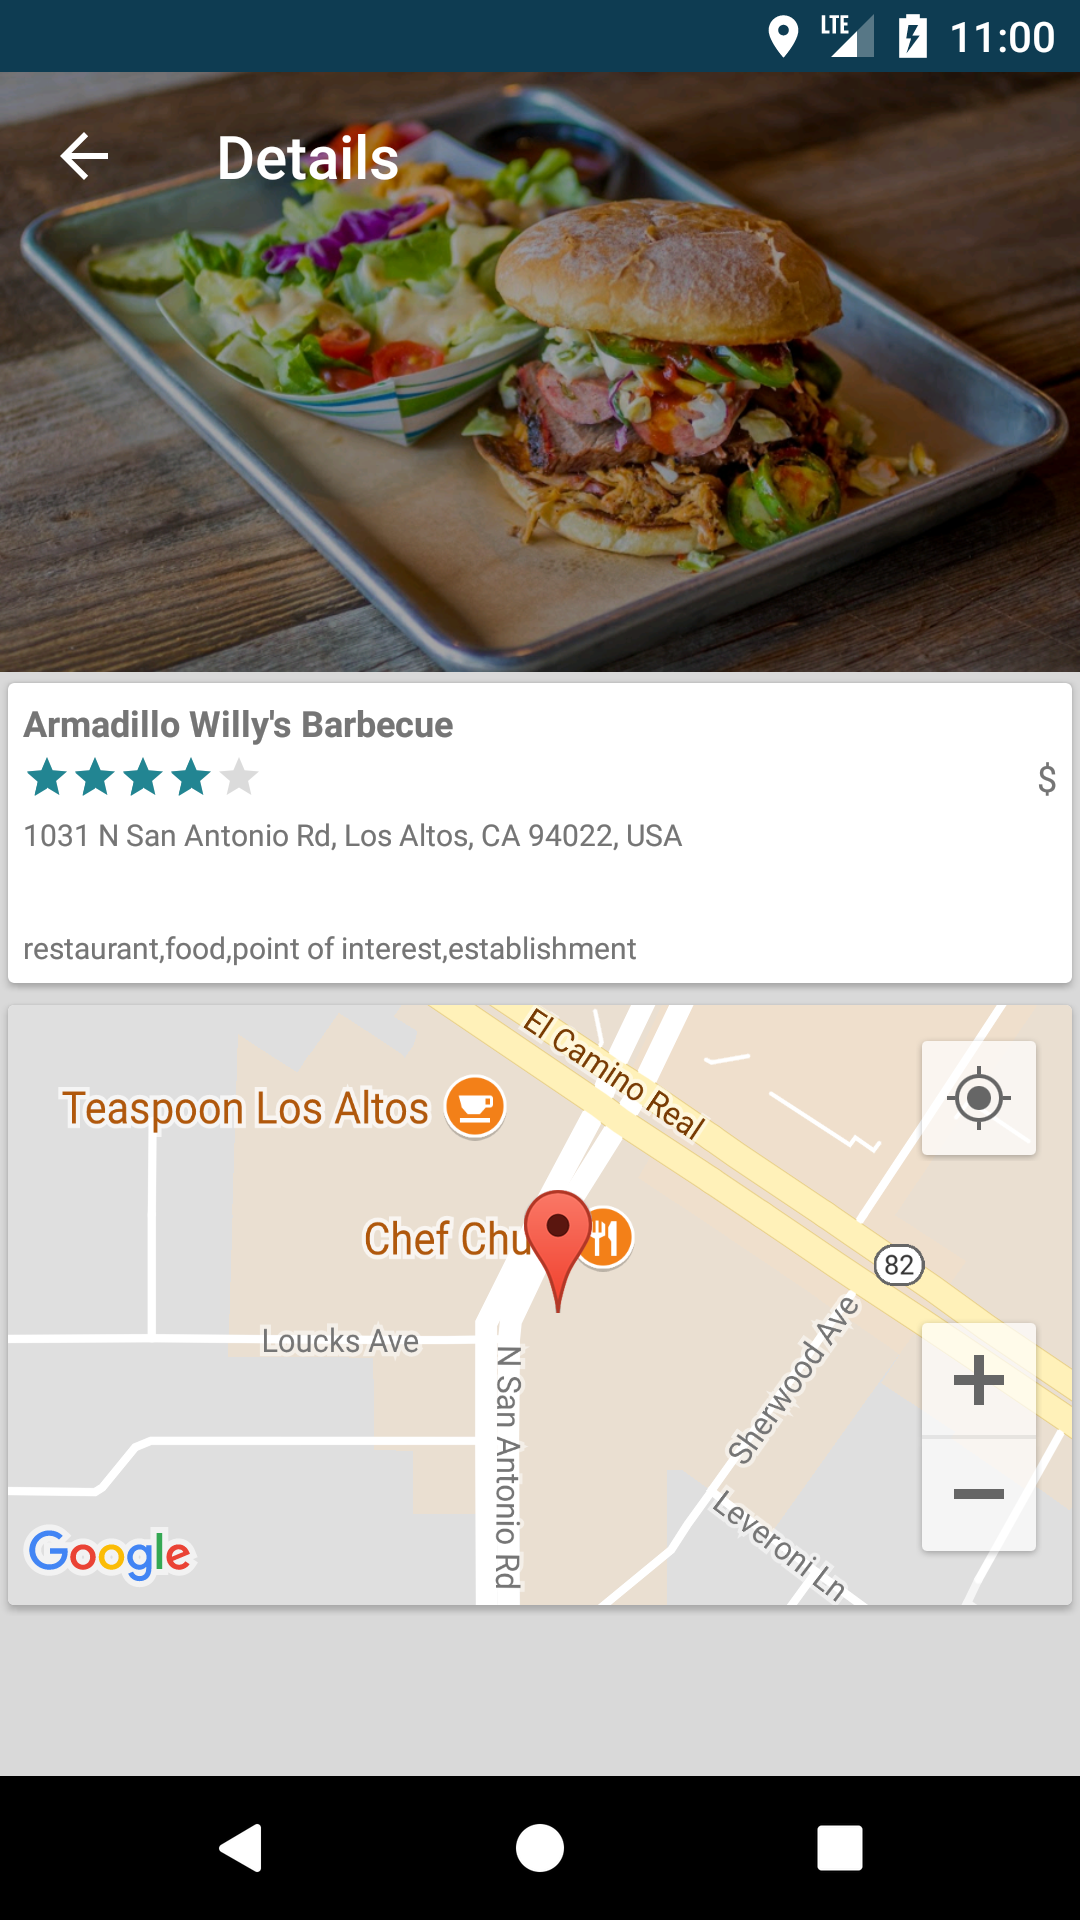 LTE 11:00
Details
Armadillo Willy's Barbecue
$
1031 N San Antonio Rd, Los Altos, CA 94022, USA
restaurant,food,point of interest,establishment
El Camino Real
Teaspoon Los Altos
Chef Chu
82
Loucks Ave
N San Antonio Rd
Sherwood Ave
Leveroni Ln
Google